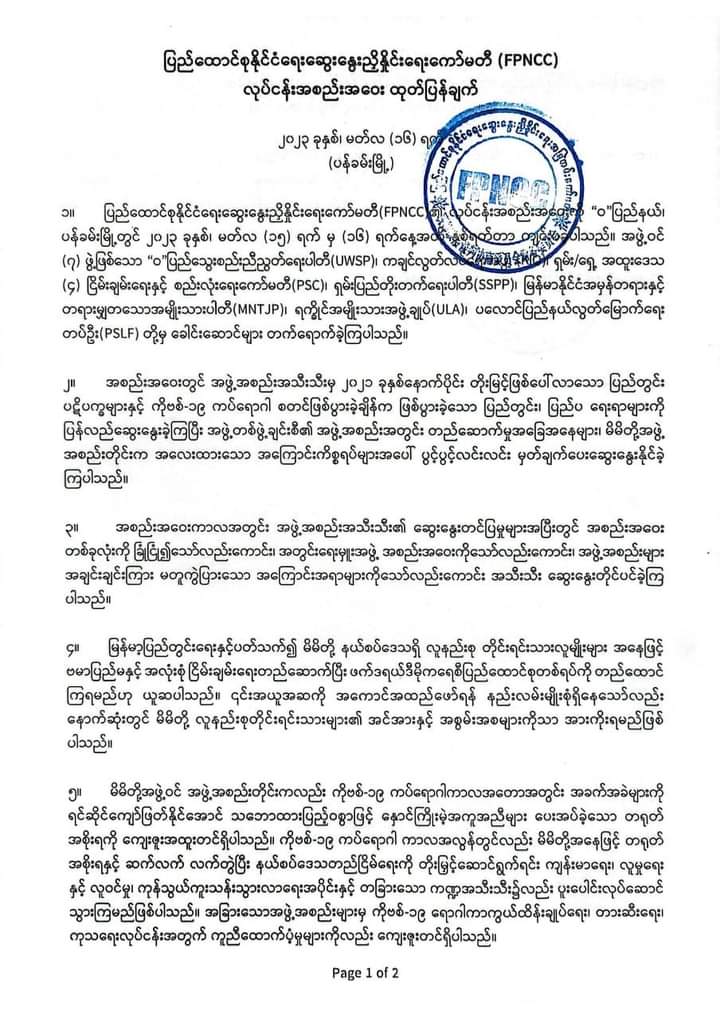 ပြည်ထောင်စုနိုင်ငံရေးဆွေးနွေးညှိနှိုင်းရေးကော်မတီ (FPNCC)
လုပ်ငန်းအစည်းအဝေး ထုတ်ပြန်ချက်
၂၀၂၃ ခုနှစ်၊ မတ်လ (၁၆) ရက်
(ပန်ခမ်းမြို့)
FPNCC
၁။ ပြည်ထောင်စုနိုင်ငံရေးဆွေးနွေးညှိနှိုင်းရေးကော်မတီ(FPNCC)၏ လုပ်ငန်းအစည်းအဝေးကို “ဝ”ပြည်နယ်၊
ပန်ခမ်းမြို့တွင် ၂၀၂၃ ခုနှစ်၊ မတ်လ (၁၅) ရက် မှ (၁၆) ရက်နေ့အထိ နှစ်ရက်တာ ကျင်းပခဲ့ပါသည်။ အဖွဲ့ဝင်
(၇) ဖွဲ့ဖြစ်သော “ဝ”ပြည်သွေးစည်းညီညွတ်ရေးပါတီ(UWSP)၊ ကချင်လွတ်လပ်ရေး ရှမ်း/ရှေ့ အထူးဒေသ
(၄) ငြိမ်းချမ်းရေးနှင့် စည်းလုံးရေးကော်မတီ(PSC)၊ ရှမ်းပြည်တိုးတက်ရေးပါတီ(SSPP)၊ မြန်မာနိုင်ငံအမှန်တရားနှင့်
တရားမျှတသောအမျိုးသားပါတီ(MNTJP)၊ ရက္ခိုင်အမျိုးသားအဖွဲ့ချုပ်(ULA)၊ ပလောင်ပြည်နယ်လွတ်မြောက်ရေး
တပ်ဦး(PSLF) တို့မှ ခေါင်းဆောင်များ တက်ရောက်ခဲ့ကြပါသည်။
၂။ အစည်းအဝေးတွင် အဖွဲ့အစည်းအသီးသီးမှ ၂၀၂၁ ခုနှစ်နောက်ပိုင်း တိုးမြင့်ဖြစ်ပေါ်လာသော ပြည်တွင်း
ပဋိပက္ခများနှင့် ကိုဗစ်-၁၉ ကပ်ရောဂါ စတင်ဖြစ်ပွားခဲ့ချိန်က ဖြစ်ပွားခဲ့သော ပြည်တွင်း၊ ပြည်ပ ရေးရာများကို
ပြန်လည်ဆွေးနွေးခဲ့ကြပြီး အဖွဲ့တစ်ဖွဲ့ချင်းစီ၏ အဖွဲ့အစည်းအတွင်း တည်ဆောက်မှုအခြေအနေများ၊ မိမိတို့အဖွဲ့
အစည်းတိုင်းက အလေးထားသော အကြောင်းကိစ္စရပ်များအပေါ် ပွင့်ပွင့်လင်းလင်း မှတ်ချက်ပေးဆွေးနွေးနိုင်ခဲ့
ကြပါသည်။
၃။ အစည်းအဝေးကာလအတွင်း အဖွဲ့အစည်းအသီးသီး၏ ဆွေးနွေးတင်ပြမှုများအပြီးတွင် အစည်းအဝေး
တစ်ခုလုံးကို ခြုံငုံ၍သော်လည်းကောင်း၊ အတွင်းရေးမှူးအဖွဲ့ အစည်းအဝေးကိုသော်လည်းကောင်း၊ အဖွဲ့အစည်းများ
အချင်းချင်းကြား မတူကွဲပြားသော အကြောင်းအရာများကိုသော်လည်းကောင်း အသီးသီး ဆွေးနွေးတိုင်ပင်ခဲ့ကြ
ပါသည်။
၄။ မြန်မာ့ပြည်တွင်းရေးနှင့်ပတ်သက်၍ မိမိတို့ နယ်စပ်ဒေသရှိ လူနည်းစု တိုင်းရင်းသားလူမျိုးများ အနေဖြင့်
ဗမာပြည်မနှင့် အလုံးစုံ ငြိမ်းချမ်းရေးတည်ဆောက်ပြီး ဖက်ဒရယ်ဒီမိုကရေစီပြည်ထောင်စုတစ်ရပ်ကို တည်ထောင်
ကြရမည်ဟု ယူဆပါသည်။ ၎င်းအယူအဆကို အကောင်အထည်ဖော်ရန် နည်းလမ်းမျိုးစုံရှိနေသော်လည်း
နောက်ဆုံးတွင် မိမိတို့ လူနည်းစုတိုင်းရင်းသားများ၏ အင်အားနှင့် အစွမ်းအစများကိုသာ အားကိုးရမည်ဖြစ်
ပါသည်။
၅။ မိမိတို့အဖွဲ့ဝင် အဖွဲ့အစည်းတိုင်းကလည်း ကိုဗစ်-၁၉ ကပ်ရောဂါကာလအတောအတွင်း အခက်အခဲများကို
ရင်ဆိုင်ကျော်ဖြတ်နိုင်အောင် သဘောထားပြည့်ဝစွာဖြင့် နှောင်ကြိုးမဲ့အကူအညီများ ပေးအပ်ခဲ့သော တရုတ်
အစိုးရကို ကျေးဇူးအထူးတင်ရှိပါသည်။ ကိုဗစ်-၁၉ ကပ်ရောဂါ ကာလအလွန်တွင်လည်း မိမိတို့အနေဖြင့် တရုတ်
အစိုးရနှင့် ဆက်လက် လက်တွဲပြီး နယ်စပ်ဒေသတည်ငြိမ်ရေးကို တိုးမြှင့်ဆောင်ရွက်ရင်း ကျန်းမာရေး၊ လူမှုရေး
နှင့် လူဝင်မှု၊ ကုန်သွယ်ကူးသန်းသွားလာရေးအပိုင်းနှင့် တခြားသော ကဏ္ဍအသီးသီး၌လည်း ပူးပေါင်းလုပ်ဆောင်
သွားကြမည်ဖြစ်ပါသည်။ အခြားသောအဖွဲ့အစည်းများမှ ကိုဗစ်-၁၉ ရောဂါကာကွယ်ထိန်းချုပ်ရေး၊ တားဆီးရေး၊
ကုသရေးလုပ်ငန်းအတွက် ကူညီထောက်ပံ့မှုများကိုလည်း ကျေးဇူးတင်ရှိပါသည်။
Page 1 of 2